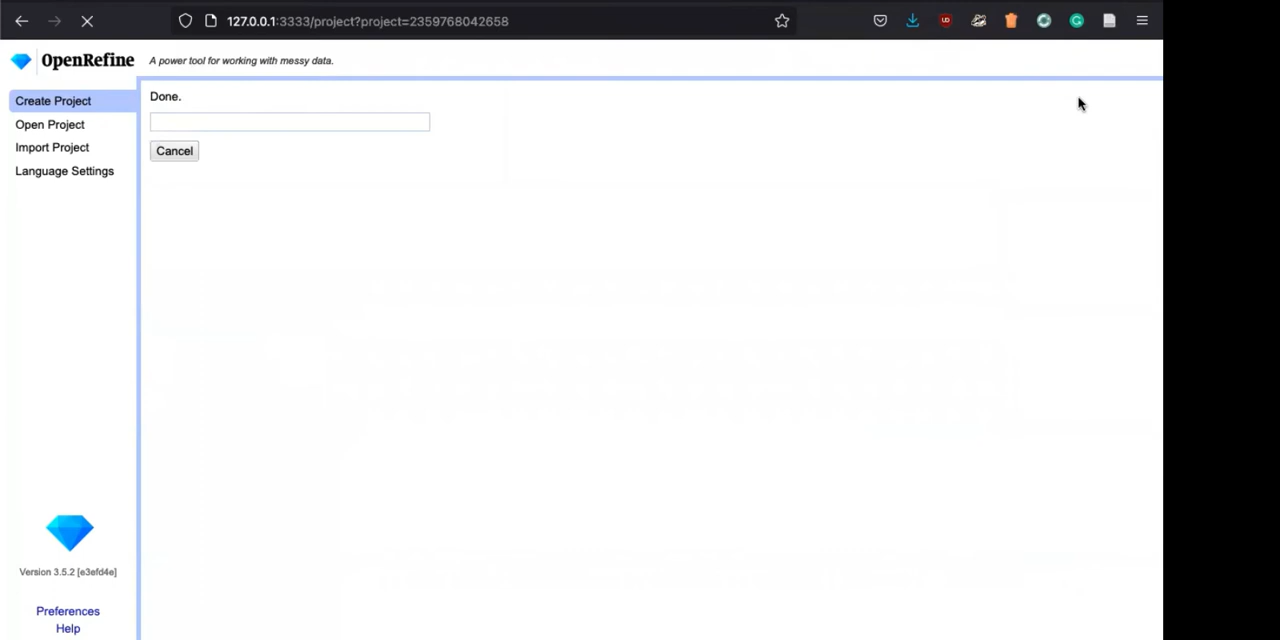 127.0.0.1:3333/project?project=2359768042658
OpenRefine
A power tool for working with messy data.
Create Project
Done.
Open Project
Import Project
Cancel
Language Settings
Version 3.5.2 [e3efd4e]
Preferences
Help